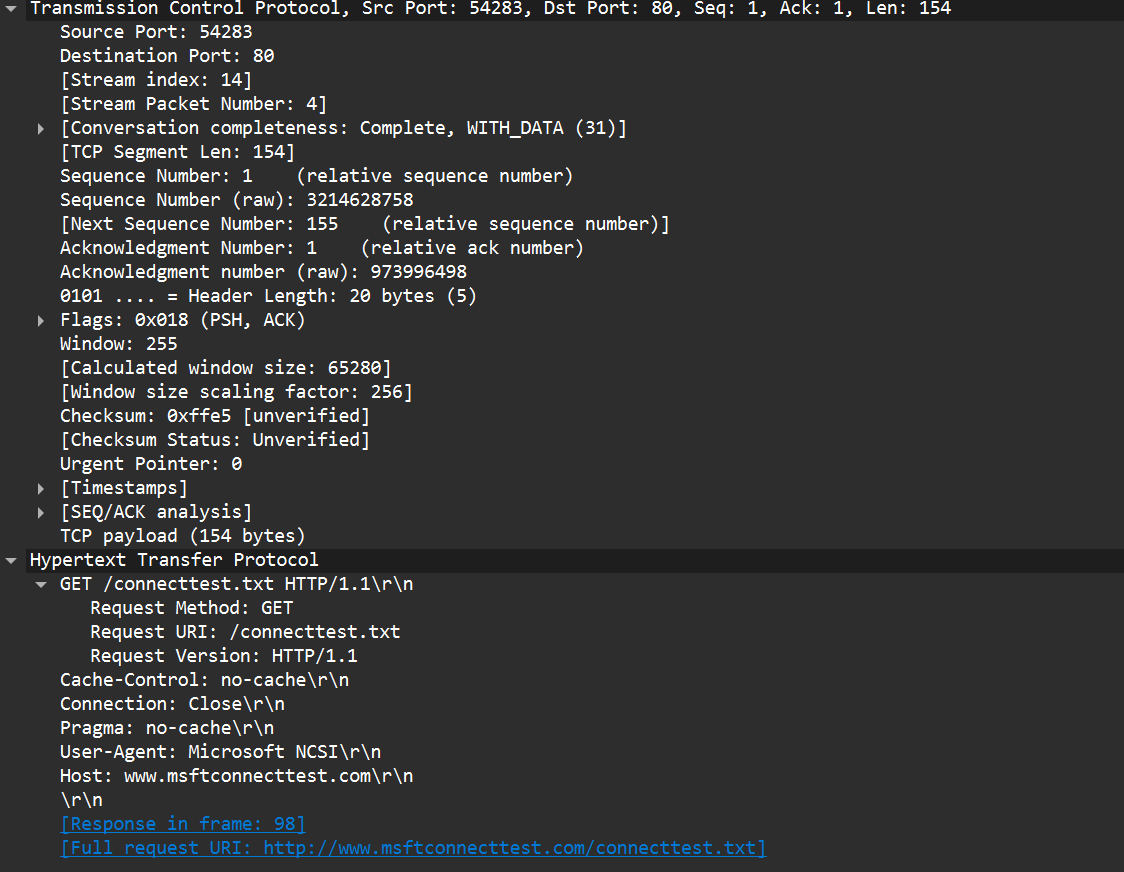 Transmission Control Protocol, Src Port: 54283, Dst Port: 80, Seq: 1, Ack: 1, Len: 154
Source Port: 54283
Destination Port: 80
[Stream index: 14]
[Stream Packet Number: 4]
[Conversation completeness: Complete, WITH_DATA (31)]
[TCP Segment Len: 154]
Sequence Number: 1    (relative sequence number)
Sequence Number (raw): 3214628758
[Next Sequence Number: 155    (relative sequence number)]
Acknowledgment Number: 1    (relative ack number)
Acknowledgment number (raw): 973996498
0101 .... = Header Length: 20 bytes (5)
Flags: 0x018 (PSH, ACK)
Window: 255
[Calculated window size: 65280]
[Window size scaling factor: 256]
Checksum: 0xffe5 [unverified]
[Checksum Status: Unverified]
Urgent Pointer: 0
[Timestamps]
[SEQ/ACK analysis]
TCP payload (154 bytes)
Hypertext Transfer Protocol
GET /connecttest.txt HTTP/1.1\r\n
Request Method: GET
Request URI: /connecttest.txt
Request Version: HTTP/1.1
Cache-Control: no-cache\r\n
Connection: Close\r\n
Pragma: no-cache\r\n
User-Agent: Microsoft NCSI\r\n
Host: www.msftconnecttest.com\r\n
\r\n
[Response in frame: 98]
[Full request URI: http://www.msftconnecttest.com/connecttest.txt]